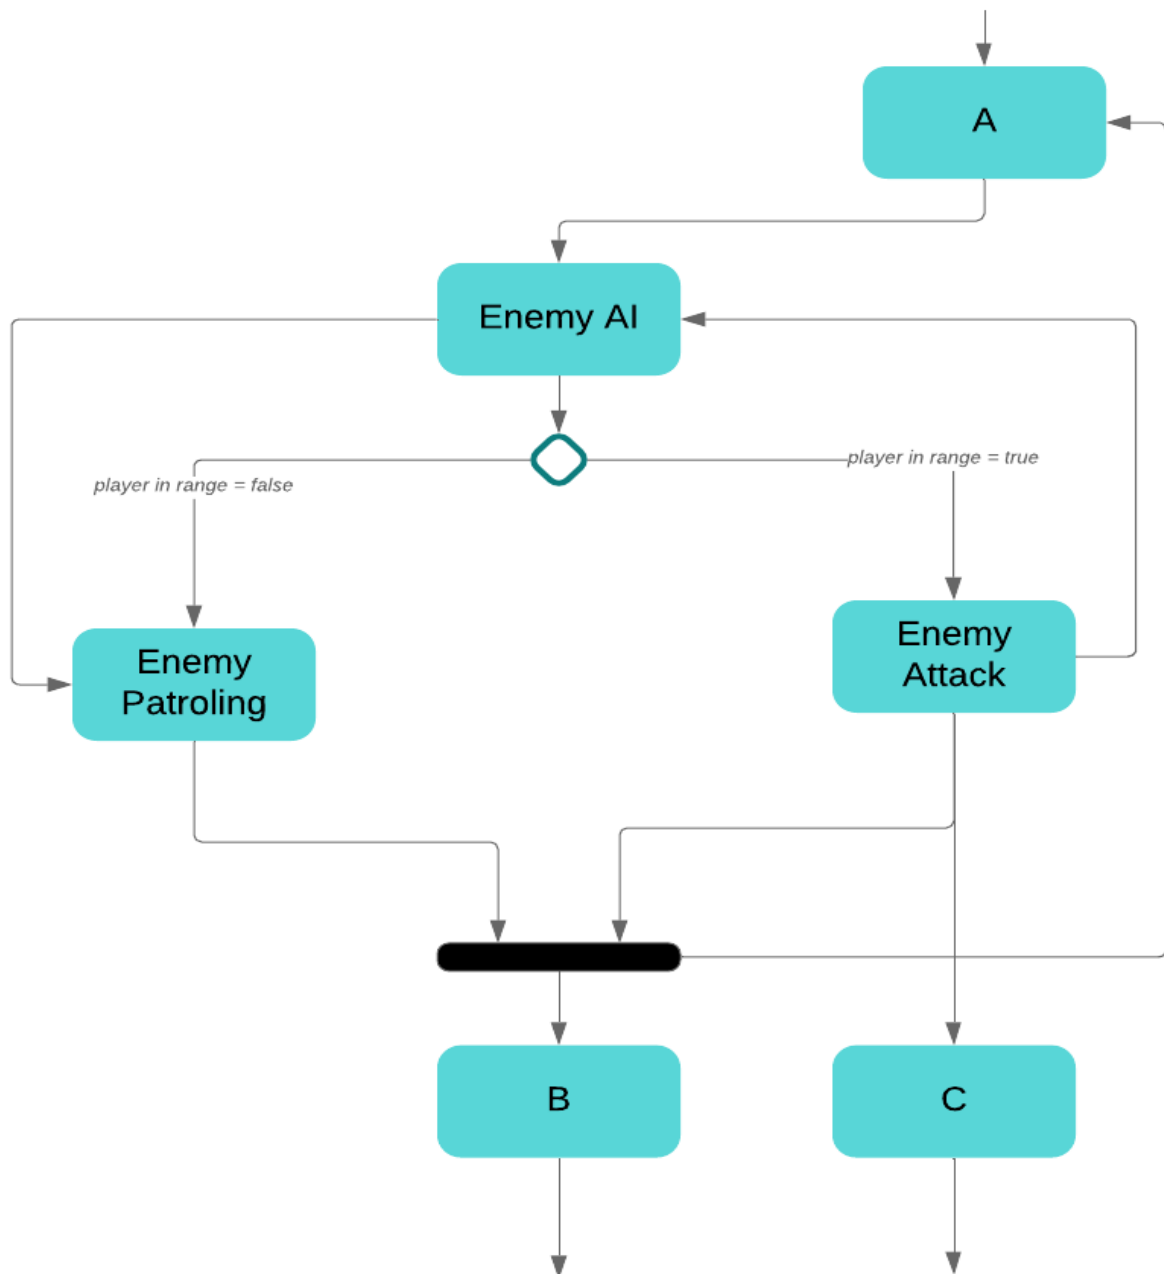 A
Enemy AI
player in range = true
player in range = false
Enemy
Attack
Enemy
Patroling
B
C